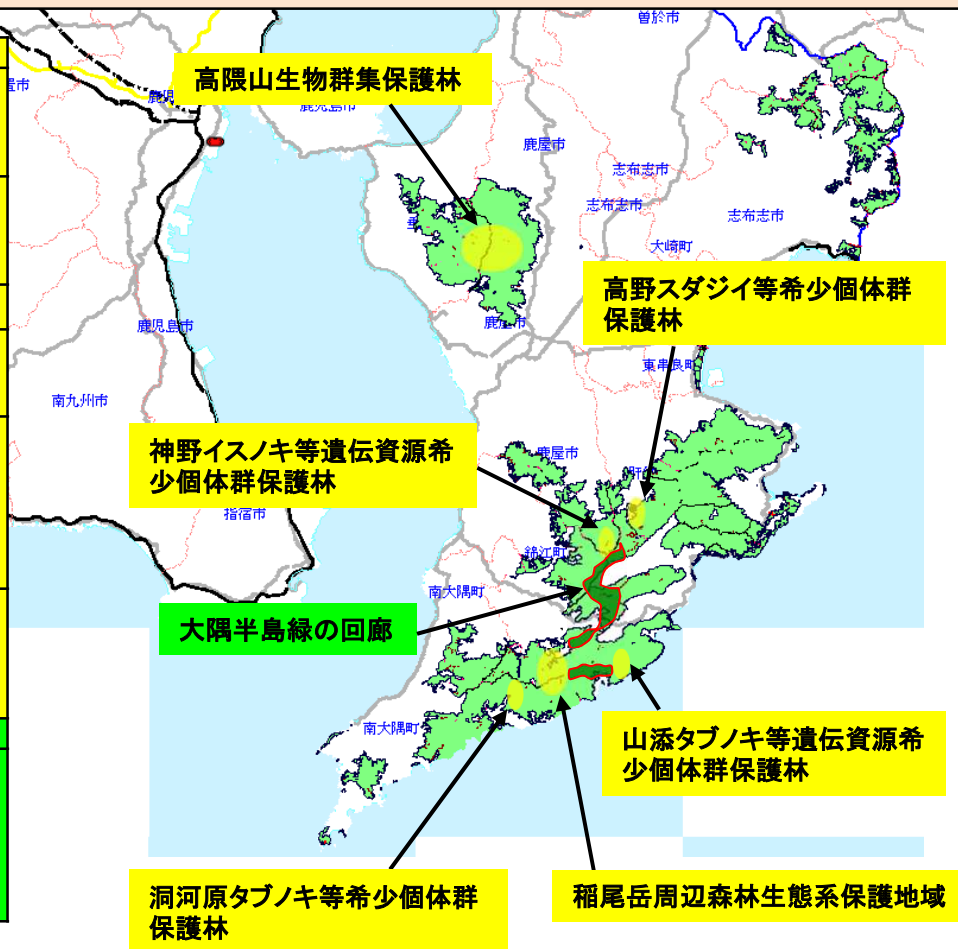 曽於市
高隈山生物群集保護林
鹿児島市
鹿屋市
志布志市
志布志市
志布志市
大崎町
高野スダジイ等希少個体群
保護林
鹿児島市
鹿屋市
東串良町
南九州市
神野イスノキ等遺伝資源希
少個体群保護林
鹿屋市
指宿市
錦江町
南大隅町
大隅半島緑の回廊
南大隅町
山添タブノキ等遺伝資源希
少個体群保護林
洞河原タブノキ等希少個体群
保護林
稲尾岳周辺森林生態系保護地域